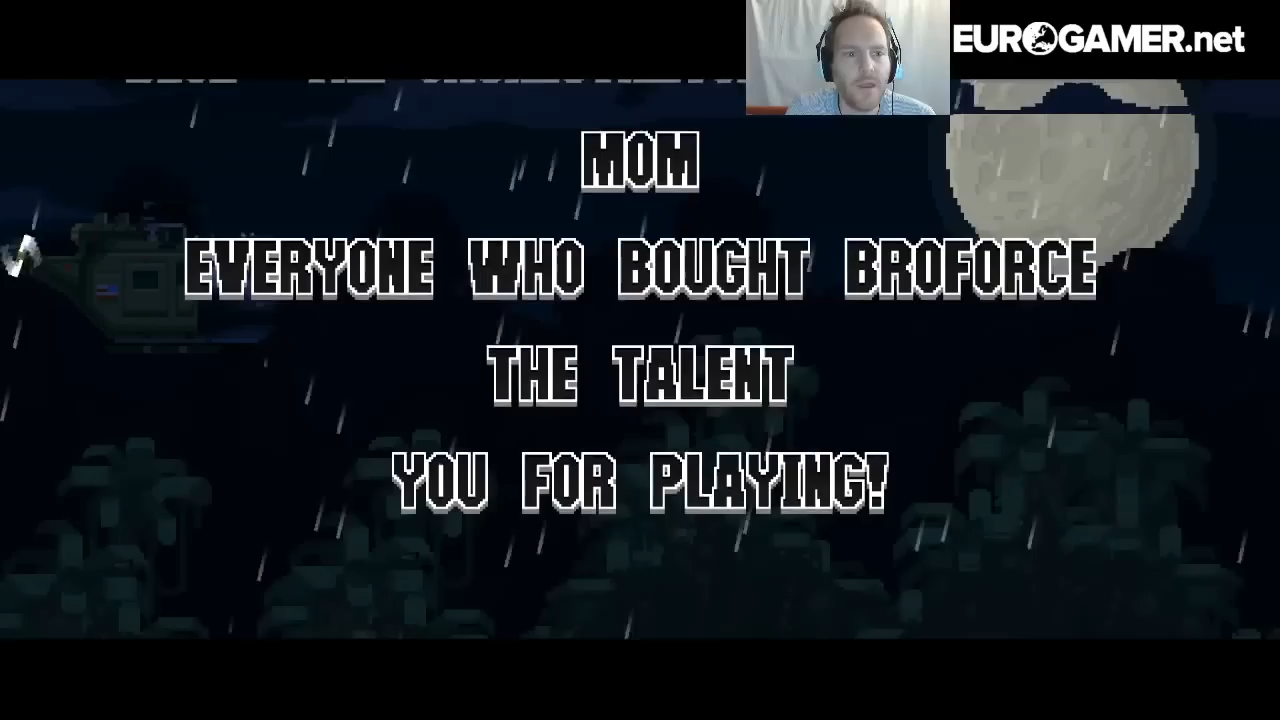 EUROGAMER.net
MOM
EVERYONE WHO BOUGHT BROFORCE
THE TALENT
YOU FOR PLAYING!